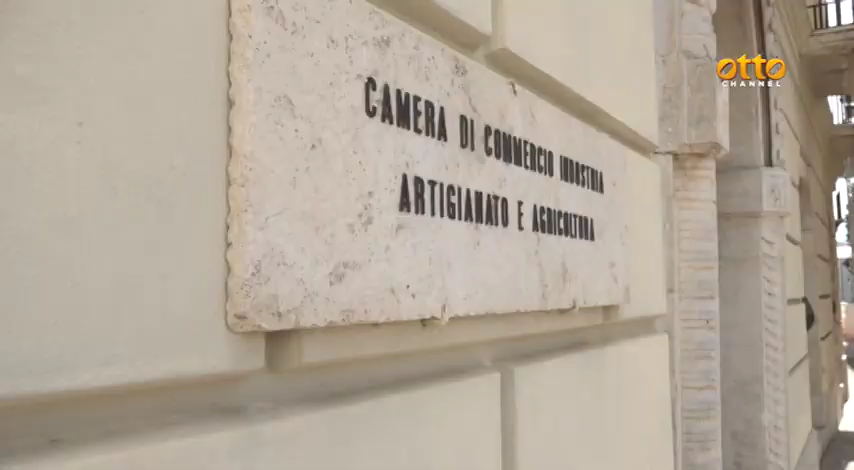 otto
CHANNEL
CAMERA DI COMMERCIO INDUSTRIA
ARTIGIANATO E AGRICOLTURA